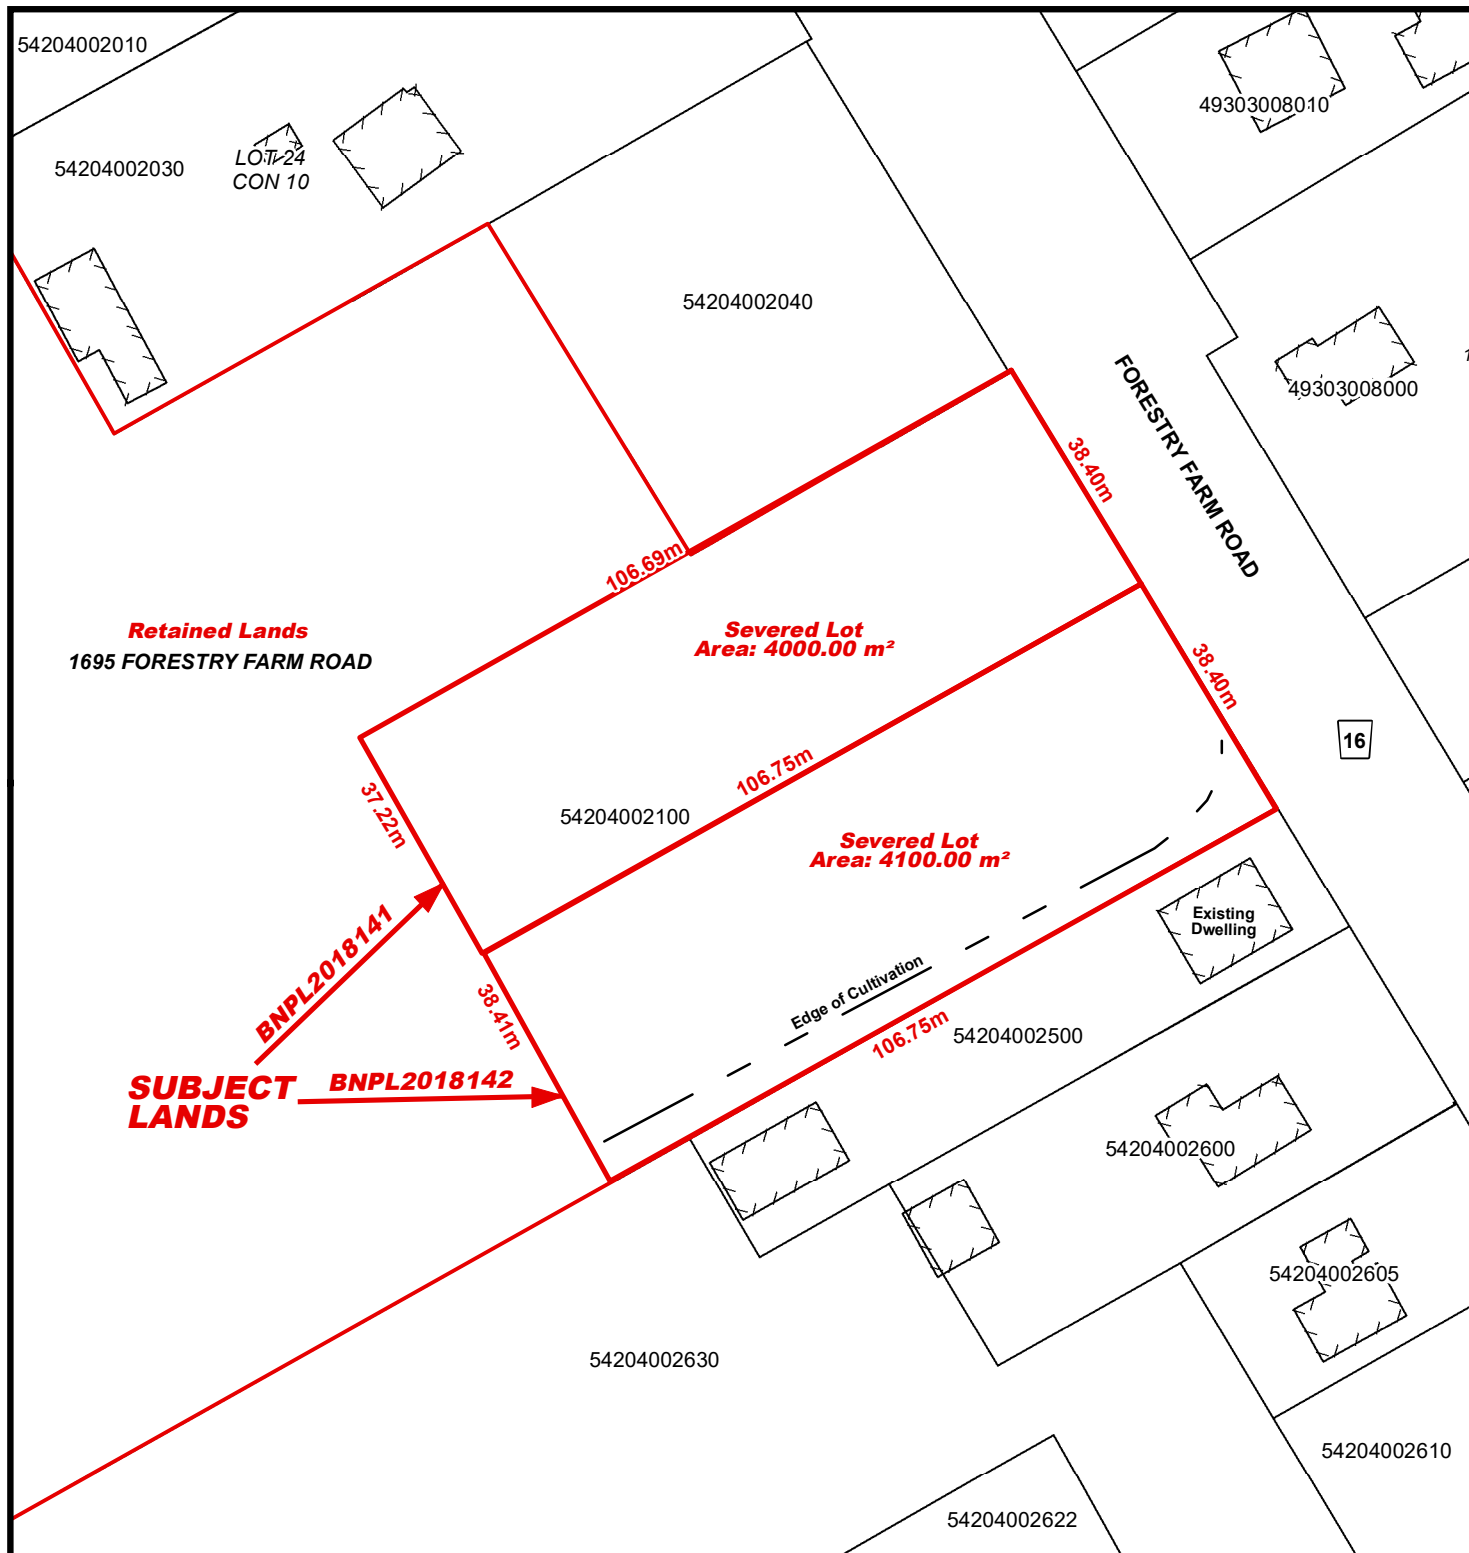 54204002010
54204002030
LOT 24
CON 10
49303008010
54204002040
49303008000
FORESTRY FARM ROAD
38.40m
106.69m
Retained Lands
1695 FORESTRY FARM ROAD
Severed Lot
Area: 4000.00 m²
38.40m
16
106.75m
37.22m
54204002100
Severed Lot
Area: 4100.00 m²
Existing
Dwelling
BNPL2018141
38.41m
Edge of Cultivation
106.75m
54204002500
SUBJECT
LANDS
BNPL2018142
54204002600
54204002605
54204002630
54204002610
54204002622